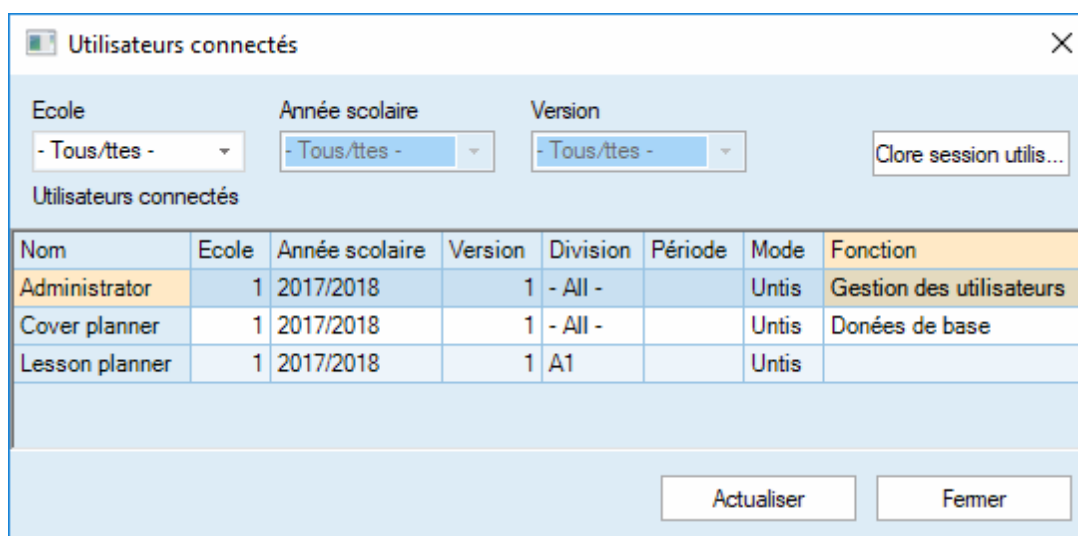 Utilisateurs connectés
Ecole Année scolaire Version
- Tous/ttes - - Tous/ttes - - Tous/ttes - Clore session utilis...
Utilisateurs connectés
Nom Ecole Année scolaire Version Division Période Mode Fonction
Administrator 1 2017/2018 1 - All - Untis Gestion des utilisateurs
Cover planner 1 2017/2018 1 - All - Untis Donées de base
Lesson planner 1 2017/2018 1 A1 Untis
Actualiser Fermer